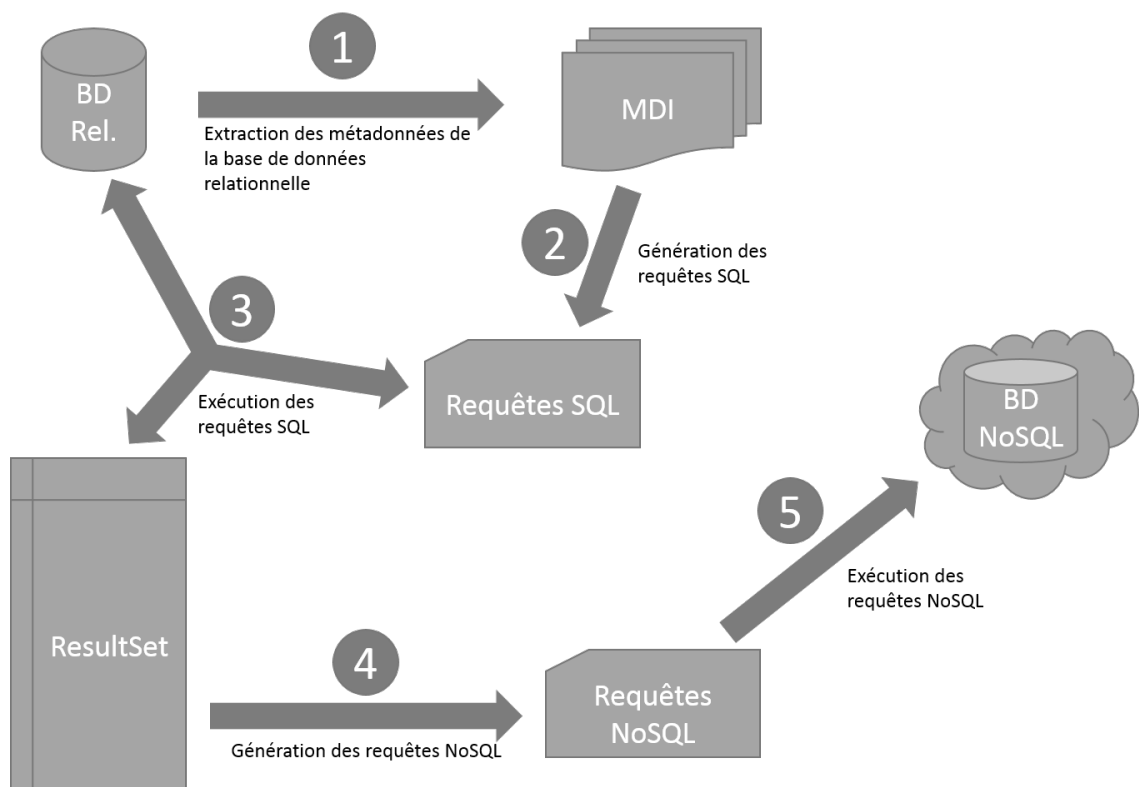 1
BD
Rel.
MDI
Extraction des métadonnées de
la base de données
relationnelle
2
Génération des
requêtes SQL
3
Exécution des
requêtes SQL
Requêtes SQL
BD
NoSQL
5
Exécution des
requêtes NoSQL
ResultSet
4
Génération des requêtes NoSQL
Requêtes
NoSQL